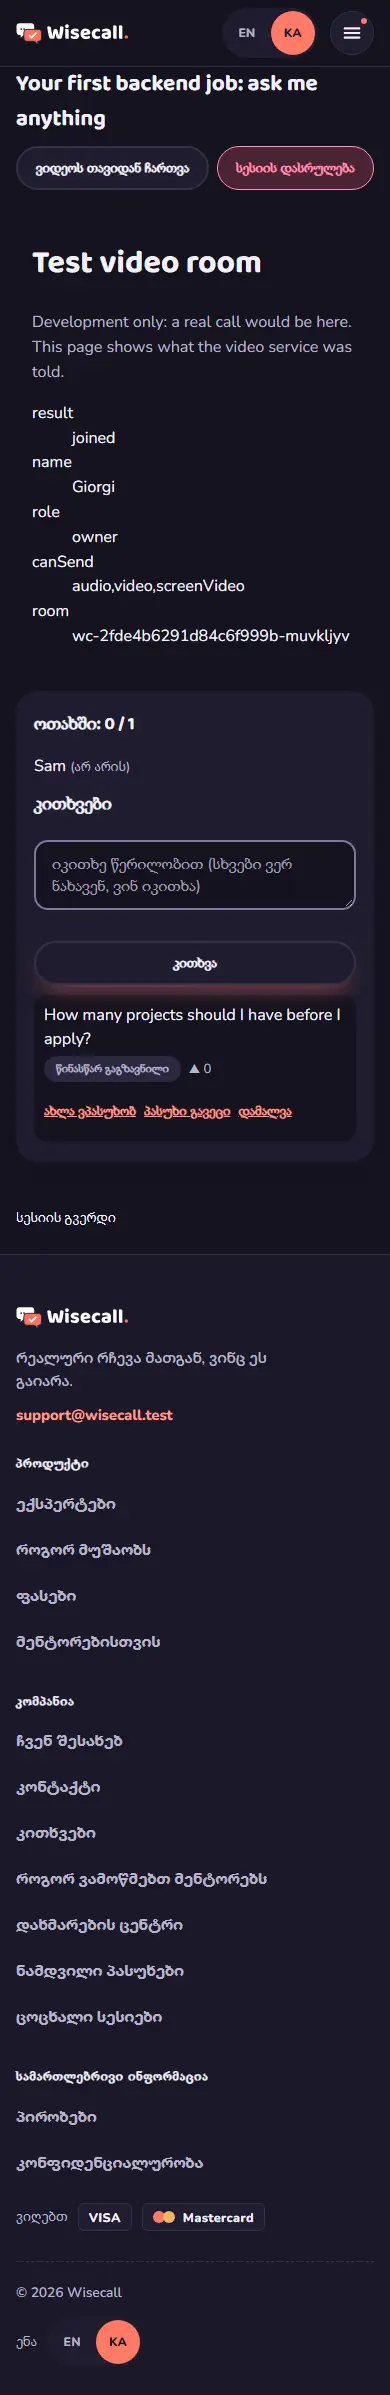 Wisecall.
EN
KA
Your first backend job: ask me
anything
ვიდეოს თავიდან ჩართვა
სესიის დასრულება
Test video room
Development only: a real call would be here.
This page shows what the video service was
told.
result
joined
name
Giorgi
role
owner
canSend
audio,video,screenVideo
room
wc-2fde4b6291d84c6f999b-muvkljyv
ოთახში: 0 / 1
Sam (არ არის)
კითხვები
იკითხე წერილობით (სხვები ვერ
ნახავენ, ვინ იკითხა)
კითხვა
How many projects should I have before I
apply?
წინასწარ გაგზავნილი
▲ 0
ახლა ვპასუხობ პასუხი გავეცი დამალვა
სესიის გვერდი
Wisecall.
რეალური რჩევა მათგან, ვინც ეს
გაიარა.
support@wisecall.test
პროდუქტი
ექსპერტები
როგორ მუშაობს
ფასები
მენტორებისთვის
კომპანია
ჩვენ შესახებ
კონტაქტი
კითხვები
როგორ ვამოწმებთ მენტორებს
დახმარების ცენტრი
ნამდვილი პასუხები
ცოცხალი სესიები
სამართლებრივი ინფორმაცია
პირობები
კონფიდენციალურობა
ვიღებთ VISA Mastercard
© 2026 Wisecall
ენა EN KA